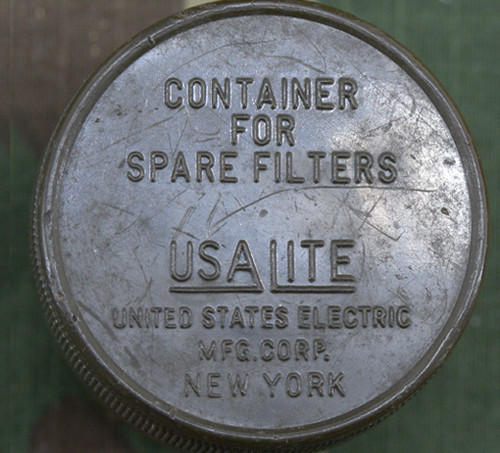 CONTAINER
FOR
SPARE FILTERS
USALITE
UNITED STATES ELECTRIC
MFG.CORP.
NEW YORK